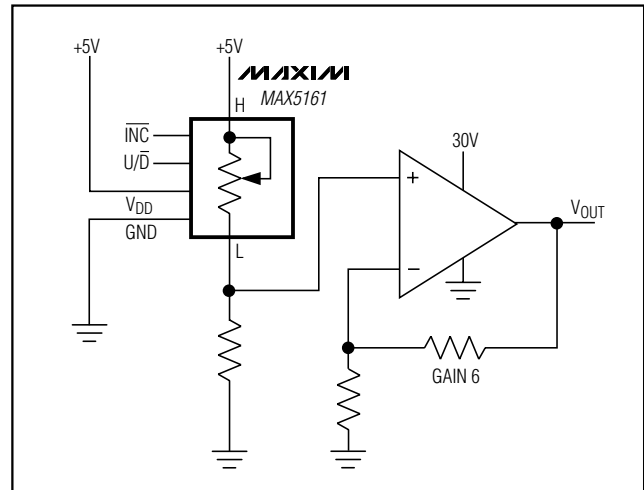 +5V
+5V
MAXIM
MAX5161
H
INC
U/D
VDD
GND
L
30V
+
−
VOUT
GAIN 6